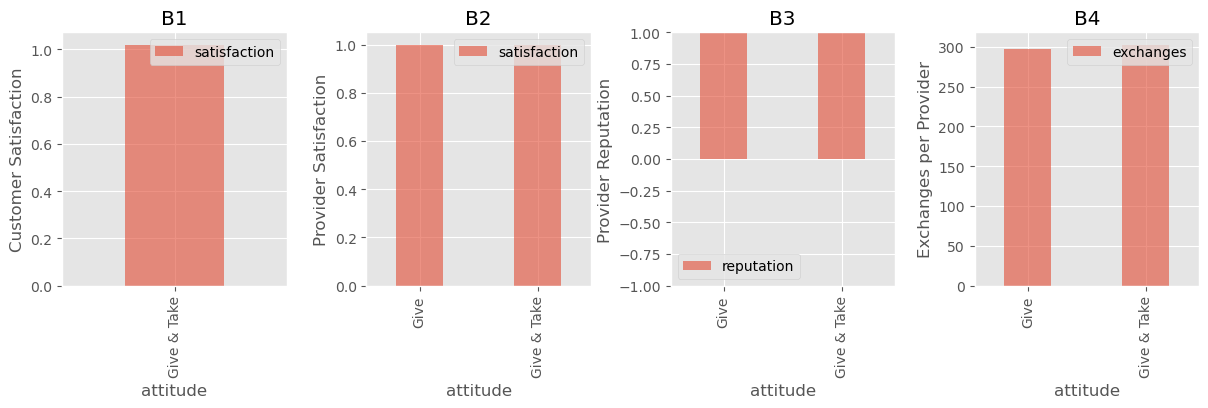 B1
Customer Satisfaction
1.0
0.8
0.6
0.4
0.2
0.0
satisfaction
Give & Take
attitude
B2
Provider Satisfaction
1.0
0.8
0.6
0.4
0.2
0.0
satisfaction
Give
Give & Take
attitude
B3
Provider Reputation
1.00
0.75
0.50
0.25
0.00
−0.25
−0.50
−0.75
−1.00
reputation
Give
Give & Take
attitude
B4
Exchanges per Provider
300
250
200
150
100
50
0
exchanges
Give
Give & Take
attitude